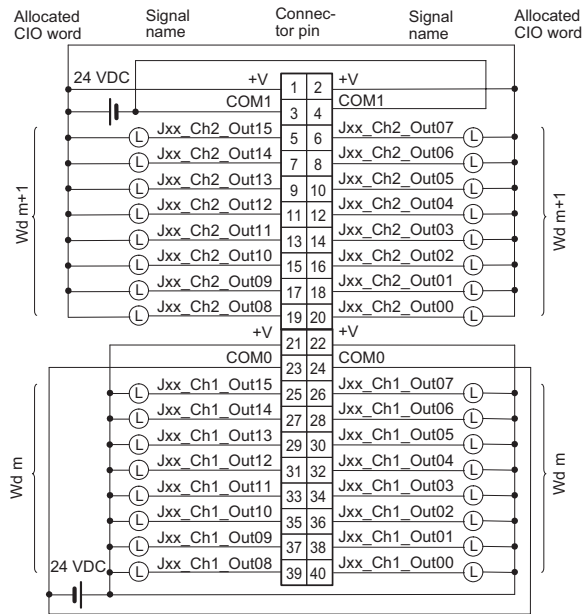 Allocated CIO word Signal name Connec-tor pin Signal name Allocated CIO word
24 VDC
+V 1 2 +V
COM1 3 4 COM1
L Jxx_Ch2_Out15 5 6 Jxx_Ch2_Out07 L
L Jxx_Ch2_Out14 7 8 Jxx_Ch2_Out06 L
L Jxx_Ch2_Out13 9 10 Jxx_Ch2_Out05 L
L Jxx_Ch2_Out12 11 12 Jxx_Ch2_Out04 L
L Jxx_Ch2_Out11 13 14 Jxx_Ch2_Out03 L
L Jxx_Ch2_Out10 15 16 Jxx_Ch2_Out02 L
L Jxx_Ch2_Out09 17 18 Jxx_Ch2_Out01 L
L Jxx_Ch2_Out08 19 20 Jxx_Ch2_Out00 L
Wd m+1
Wd m+1
+V 21 22 +V
COM0 23 24 COM0
L Jxx_Ch1_Out15 25 26 Jxx_Ch1_Out07 L
L Jxx_Ch1_Out14 27 28 Jxx_Ch1_Out06 L
L Jxx_Ch1_Out13 29 30 Jxx_Ch1_Out05 L
L Jxx_Ch1_Out12 31 32 Jxx_Ch1_Out04 L
L Jxx_Ch1_Out11 33 34 Jxx_Ch1_Out03 L
L Jxx_Ch1_Out10 35 36 Jxx_Ch1_Out02 L
L Jxx_Ch1_Out09 37 38 Jxx_Ch1_Out01 L
L Jxx_Ch1_Out08 39 40 Jxx_Ch1_Out00 L
Wd m
Wd m
24 VDC